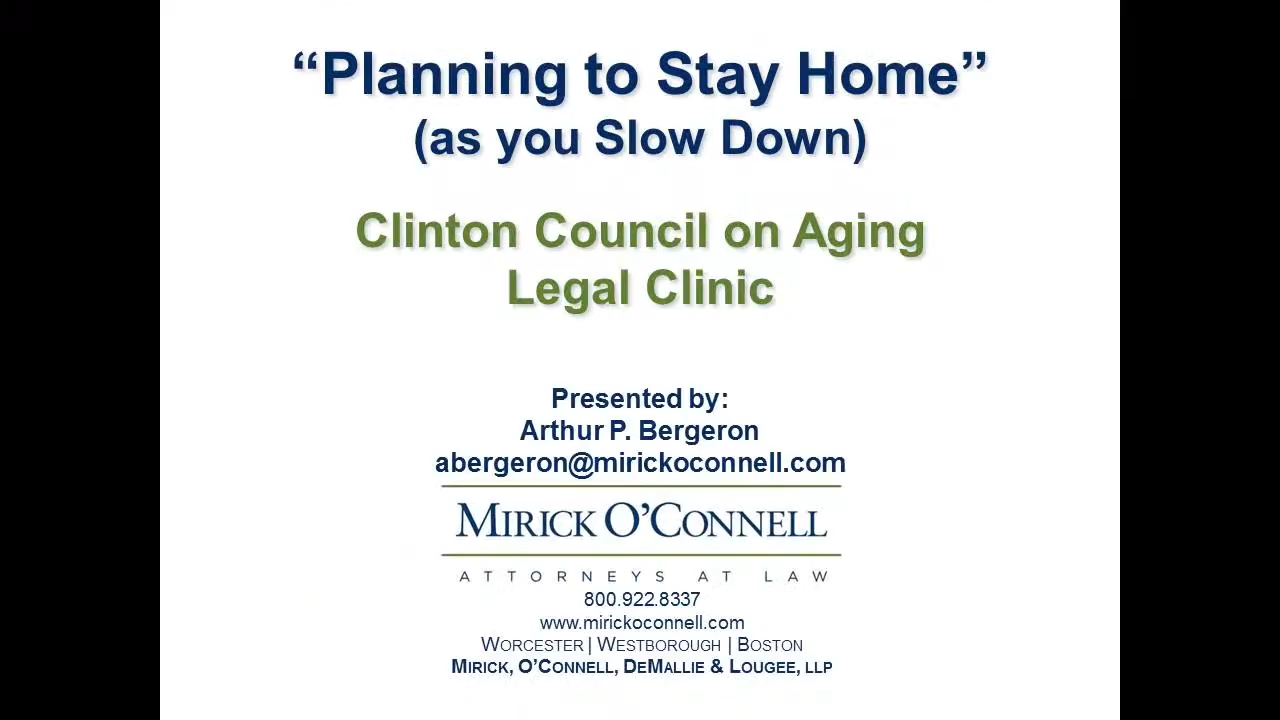 “Planning to Stay Home”
(as you Slow Down)
Clinton Council on Aging
Legal Clinic
Presented by:
Arthur P. Bergeron
abergeron@mirickoconnell.com
MIRICK O’CONNELL
ATTORNEYS AT LAW
800.922.8337
www.mirickoconnell.com
WORCESTER | WESTBOROUGH | BOSTON
MIRICK, O’CONNELL, DEMALLIE & LOUGEE, LLP